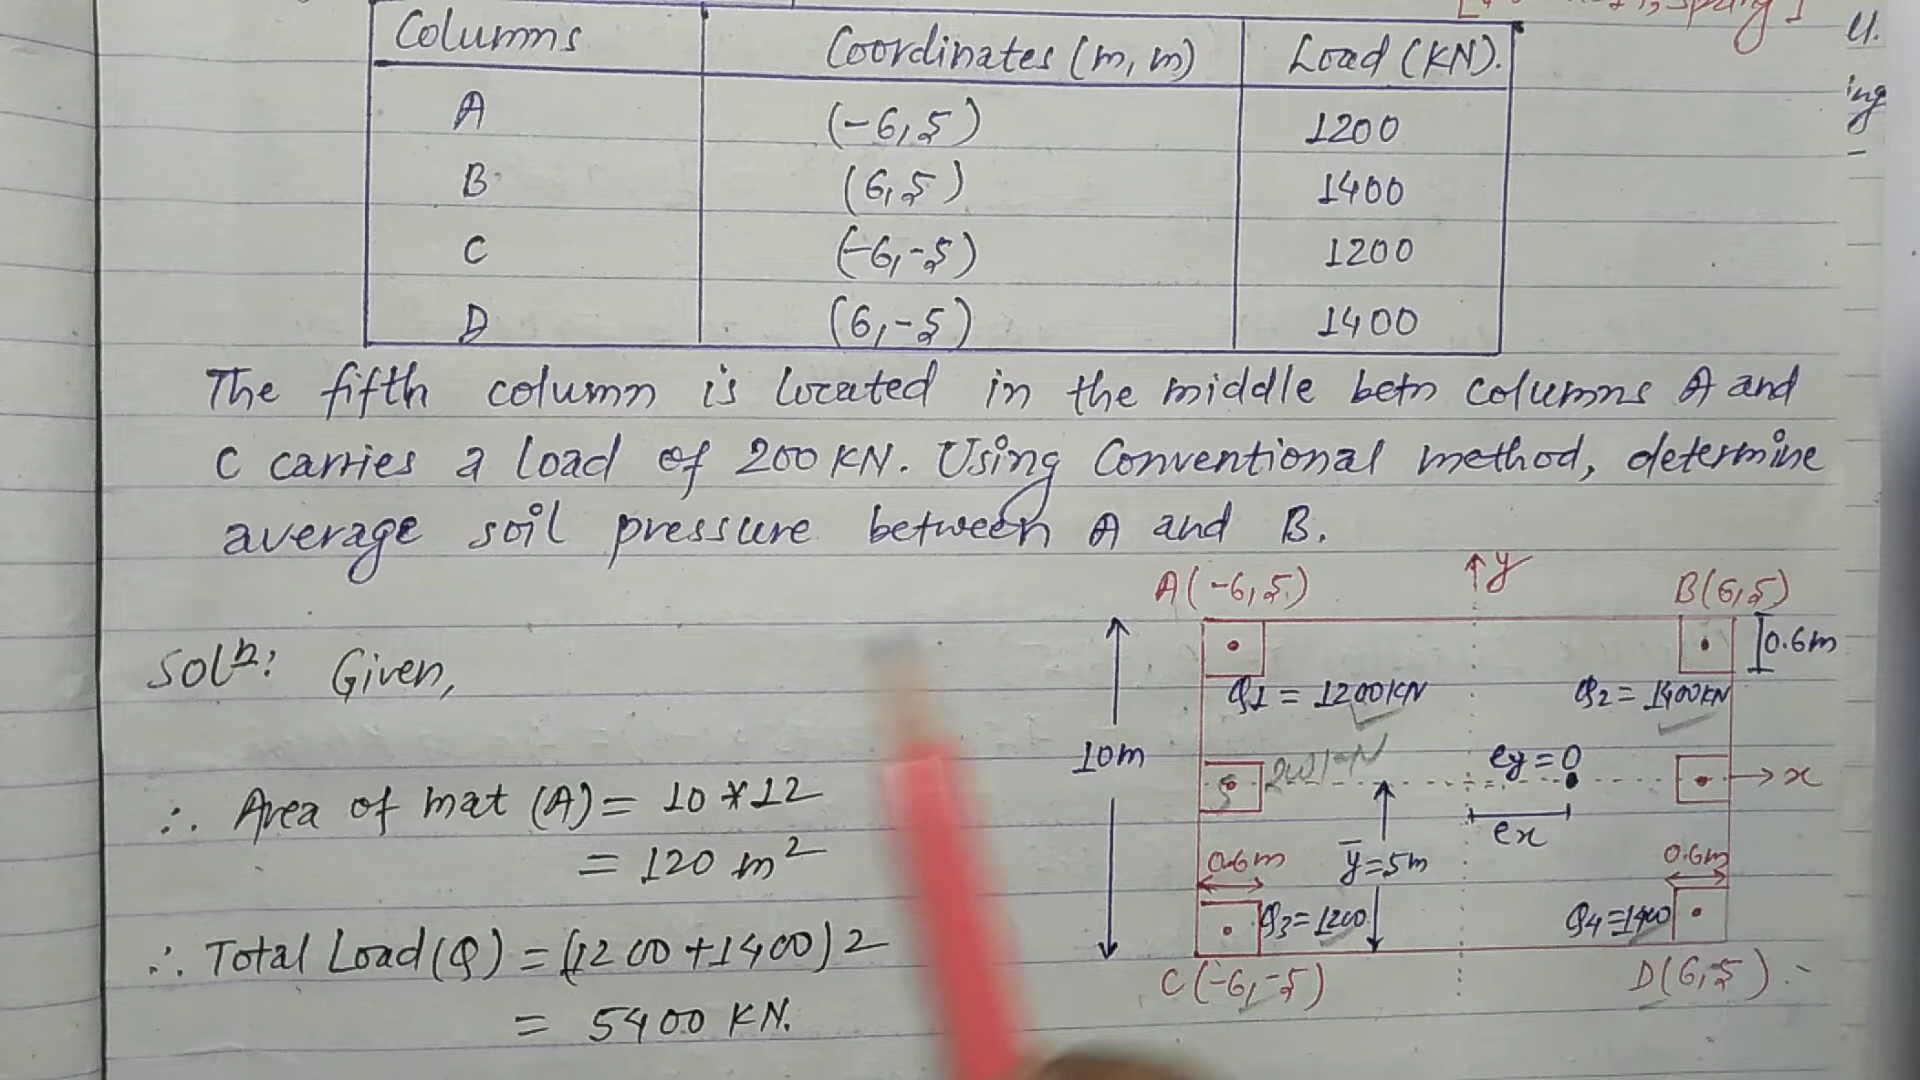 Columns Coordinates (m, m) Load (KN).
A (-6,5) 1200
B (6,5) 1400
C (-6,-5) 1200
D (6,-5) 1400
The fifth column is located in the middle betn columns A and
C carries a load of 200 KN. Using Conventional method, determine
average soil pressure between A and B.
Solⁿ: Given,
∴ Area of mat (A) = 10 * 12
= 120 m²
∴ Total Load (Q) = (1200 + 1400) 2
= 5400 KN.
A (-6,5) ↑y B (6,5)
0.6m
Q1 = 1200KN Q2 = 1400KN
10m
5 200KN ey = 0 → x
ex
0.6m ȳ = 5m 0.6m
Q3 = 1200 Q4 = 1400
C (-6,-5) D (6,-5)
ing